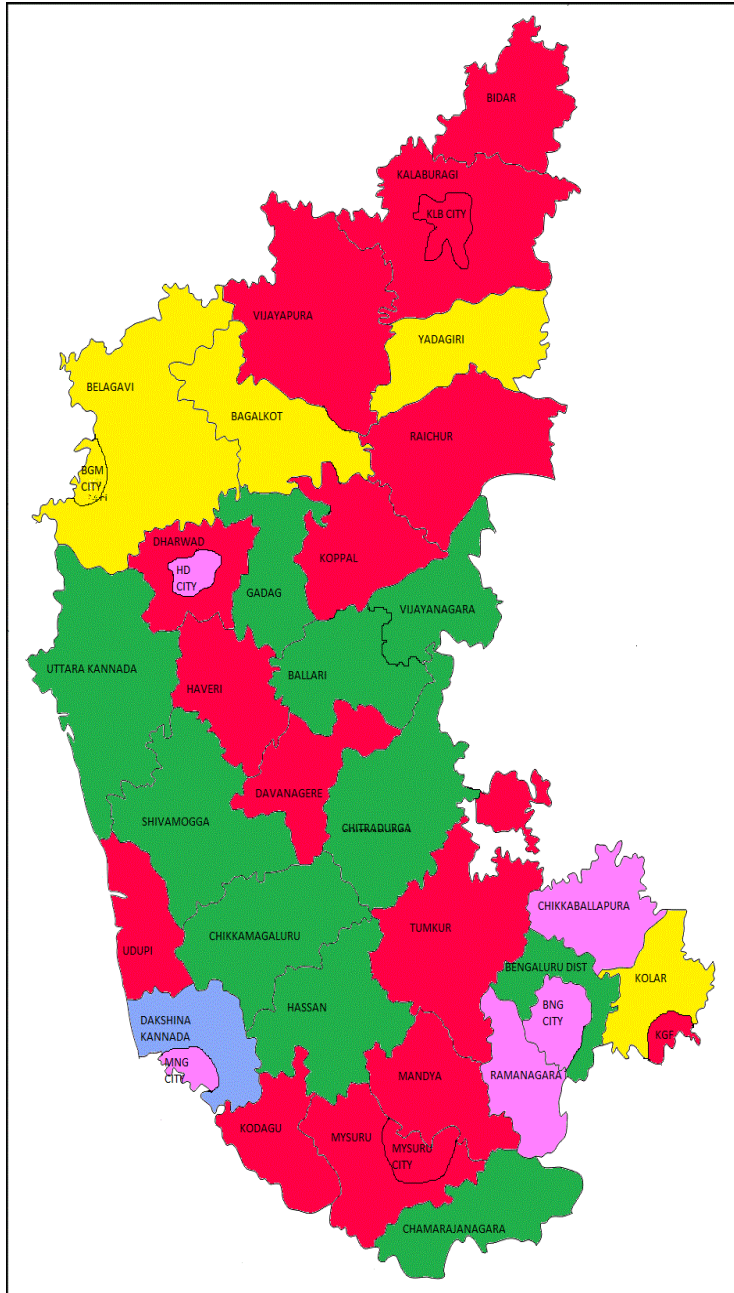 BIDAR
KALABURAGI
KLB CITY
VIJAYAPURA
YADAGIRI
BELAGAVI
BAGALKOT
RAICHUR
BGM
CITY
DHARWAD
HD
CITY
KOPPAL
GADAG
VIJAYANAGARA
UTTARA KANNADA
BALLARI
HAVERI
DAVANAGERE
SHIVAMOGGA
CHITRADURGA
CHIKKABALLAPURA
TUMKUR
CHIKKAMAGALURU
UDUPI
BENGALURU DIST
KOLAR
HASSAN
BNG
CITY
DAKSHINA
KANNADA
KGF
MNG
CITY
MANDYA
RAMANAGARA
KODAGU
MYSURU
MYSURU
CITY
CHAMARAJANAGARA